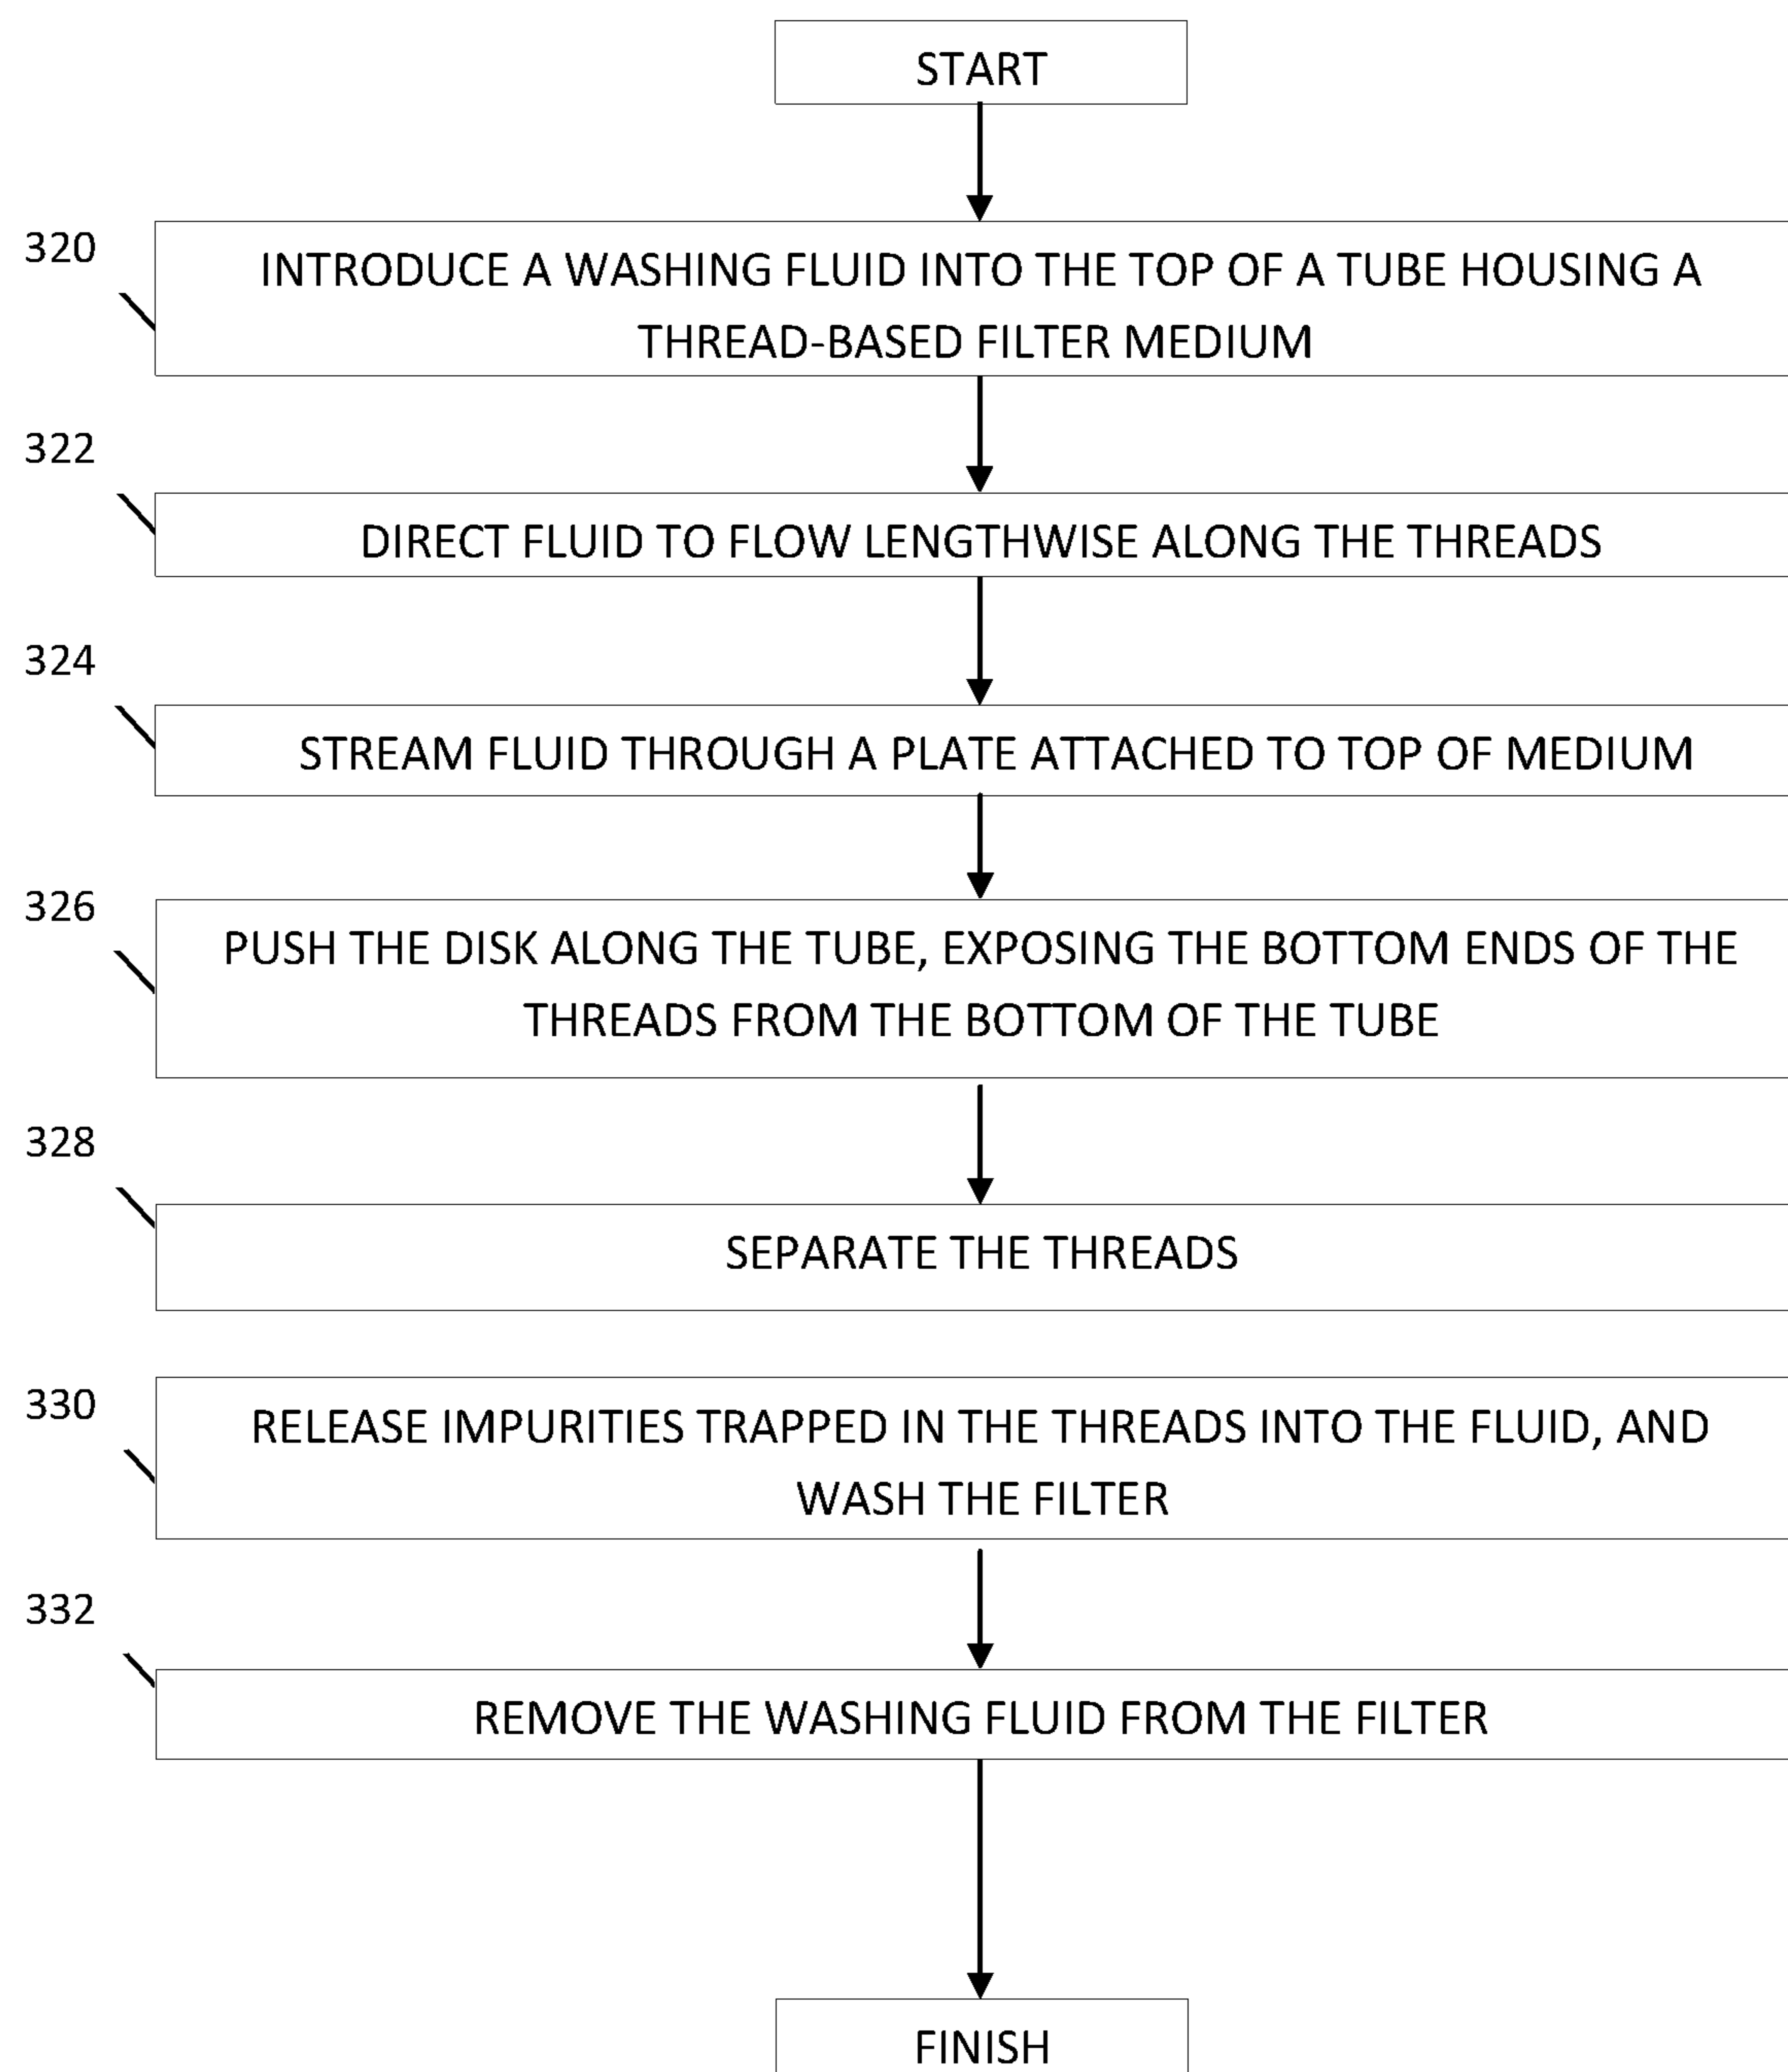 START
320
INTRODUCE A WASHING FLUID INTO THE TOP OF A TUBE HOUSING A
THREAD-BASED FILTER MEDIUM
322
DIRECT FLUID TO FLOW LENGTHWISE ALONG THE THREADS
324
STREAM FLUID THROUGH A PLATE ATTACHED TO TOP OF MEDIUM
326
PUSH THE DISK ALONG THE TUBE, EXPOSING THE BOTTOM ENDS OF THE
THREADS FROM THE BOTTOM OF THE TUBE
328
SEPARATE THE THREADS
330
RELEASE IMPURITIES TRAPPED IN THE THREADS INTO THE FLUID, AND
WASH THE FILTER
332
REMOVE THE WASHING FLUID FROM THE FILTER
FINISH